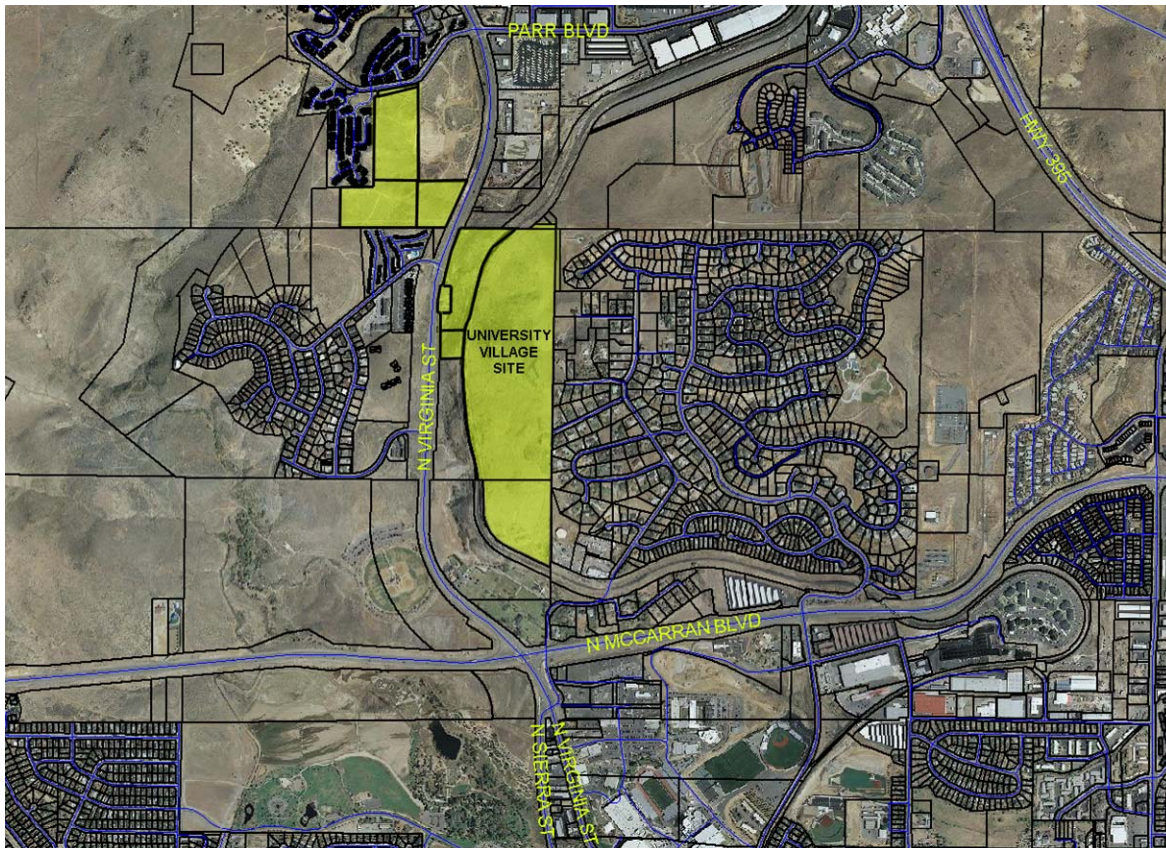 PARR BLVD
HWY 395
UNIVERSITY
VILLAGE
SITE
N VIRGINIA ST
N MCCARRAN BLVD
N VIRGINIA ST
N SIERRA ST